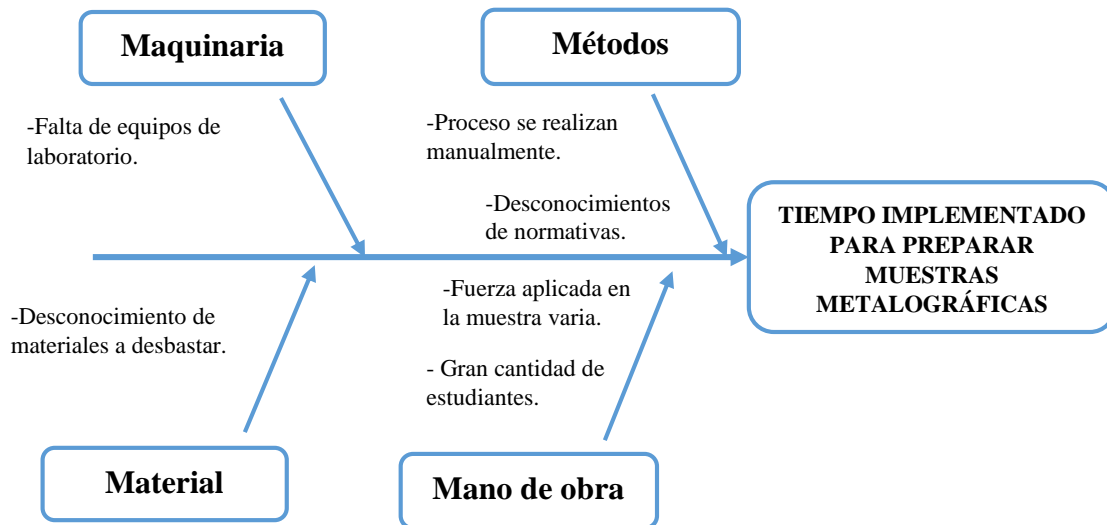 Maquinaria
Métodos
-Falta de equipos de
laboratorio.
-Proceso se realizan
manualmente.
-Desconocimientos
de normativas.
TIEMPO IMPLEMENTADO
PARA PREPARAR
MUESTRAS
METALOGRÁFICAS
-Desconocimiento de
materiales a desbastar.
-Fuerza aplicada en
la muestra varia.
- Gran cantidad de
estudiantes.
Material
Mano de obra